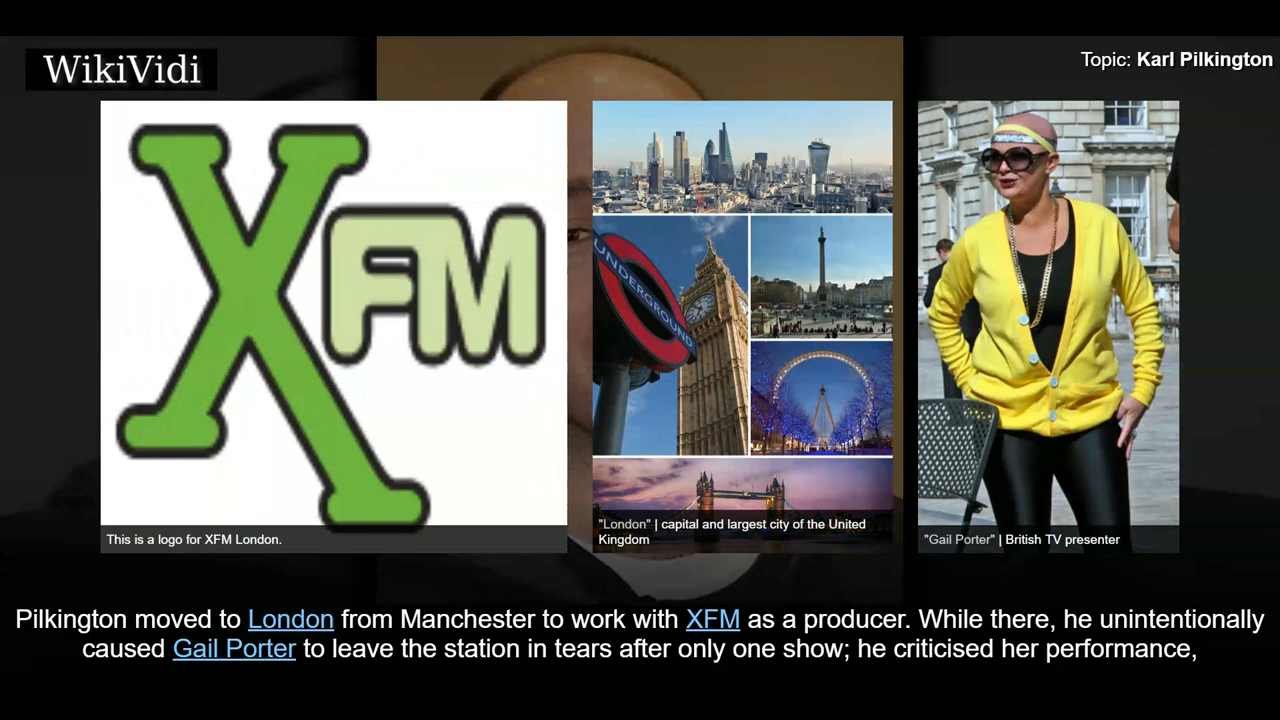 WikiVidi
Topic: Karl Pilkington
XFM
UNDERGROUND
This is a logo for XFM London.
"London" | capital and largest city of the United
Kingdom
"Gail Porter" | British TV presenter
Pilkington moved to London from Manchester to work with XFM as a producer. While there, he unintentionally
caused Gail Porter to leave the station in tears after only one show; he criticised her performance,